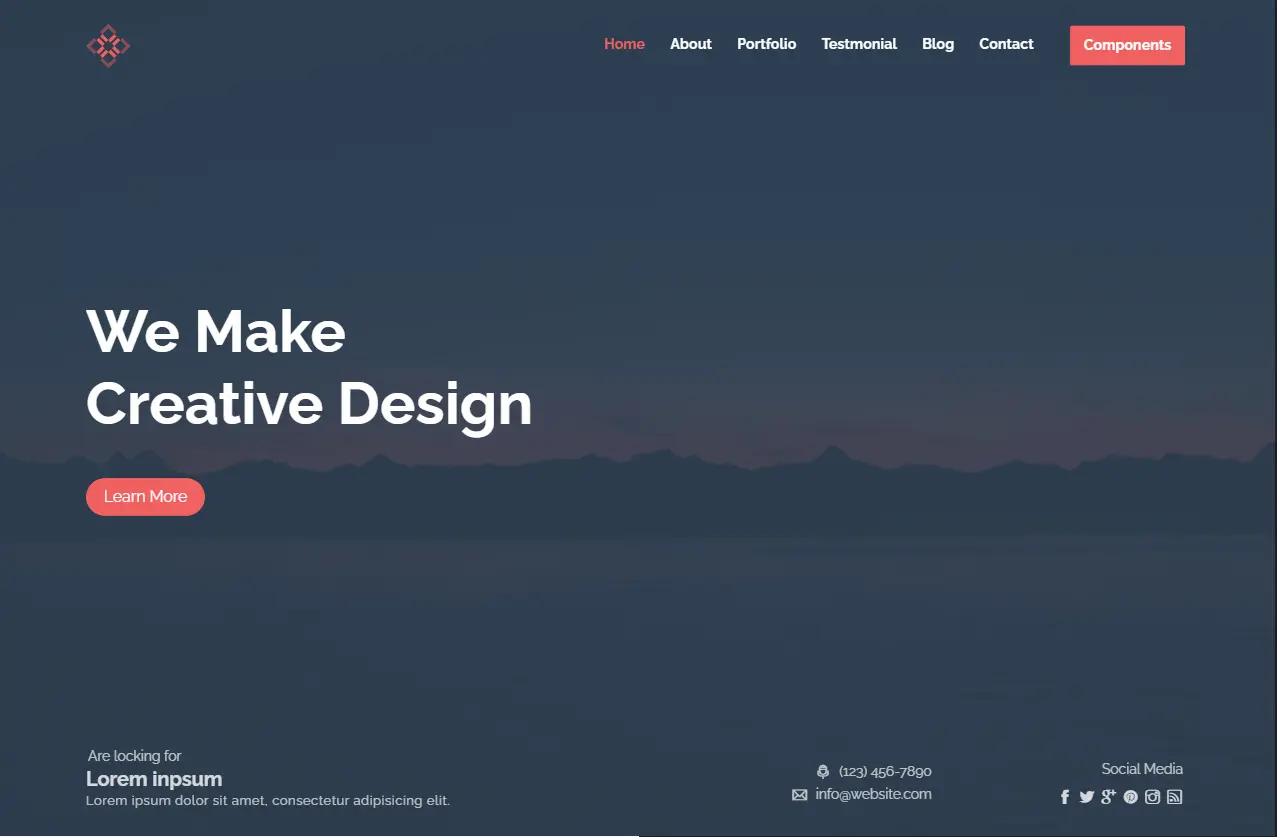 Home About Portfolio Testmonial Blog Contact Components
We Make
Creative Design
Learn More
Are locking for
Lorem inpsum
Lorem ipsum dolor sit amet, consectetur adipisicing elit.
(123) 456-7890
info@website.com
Social Media